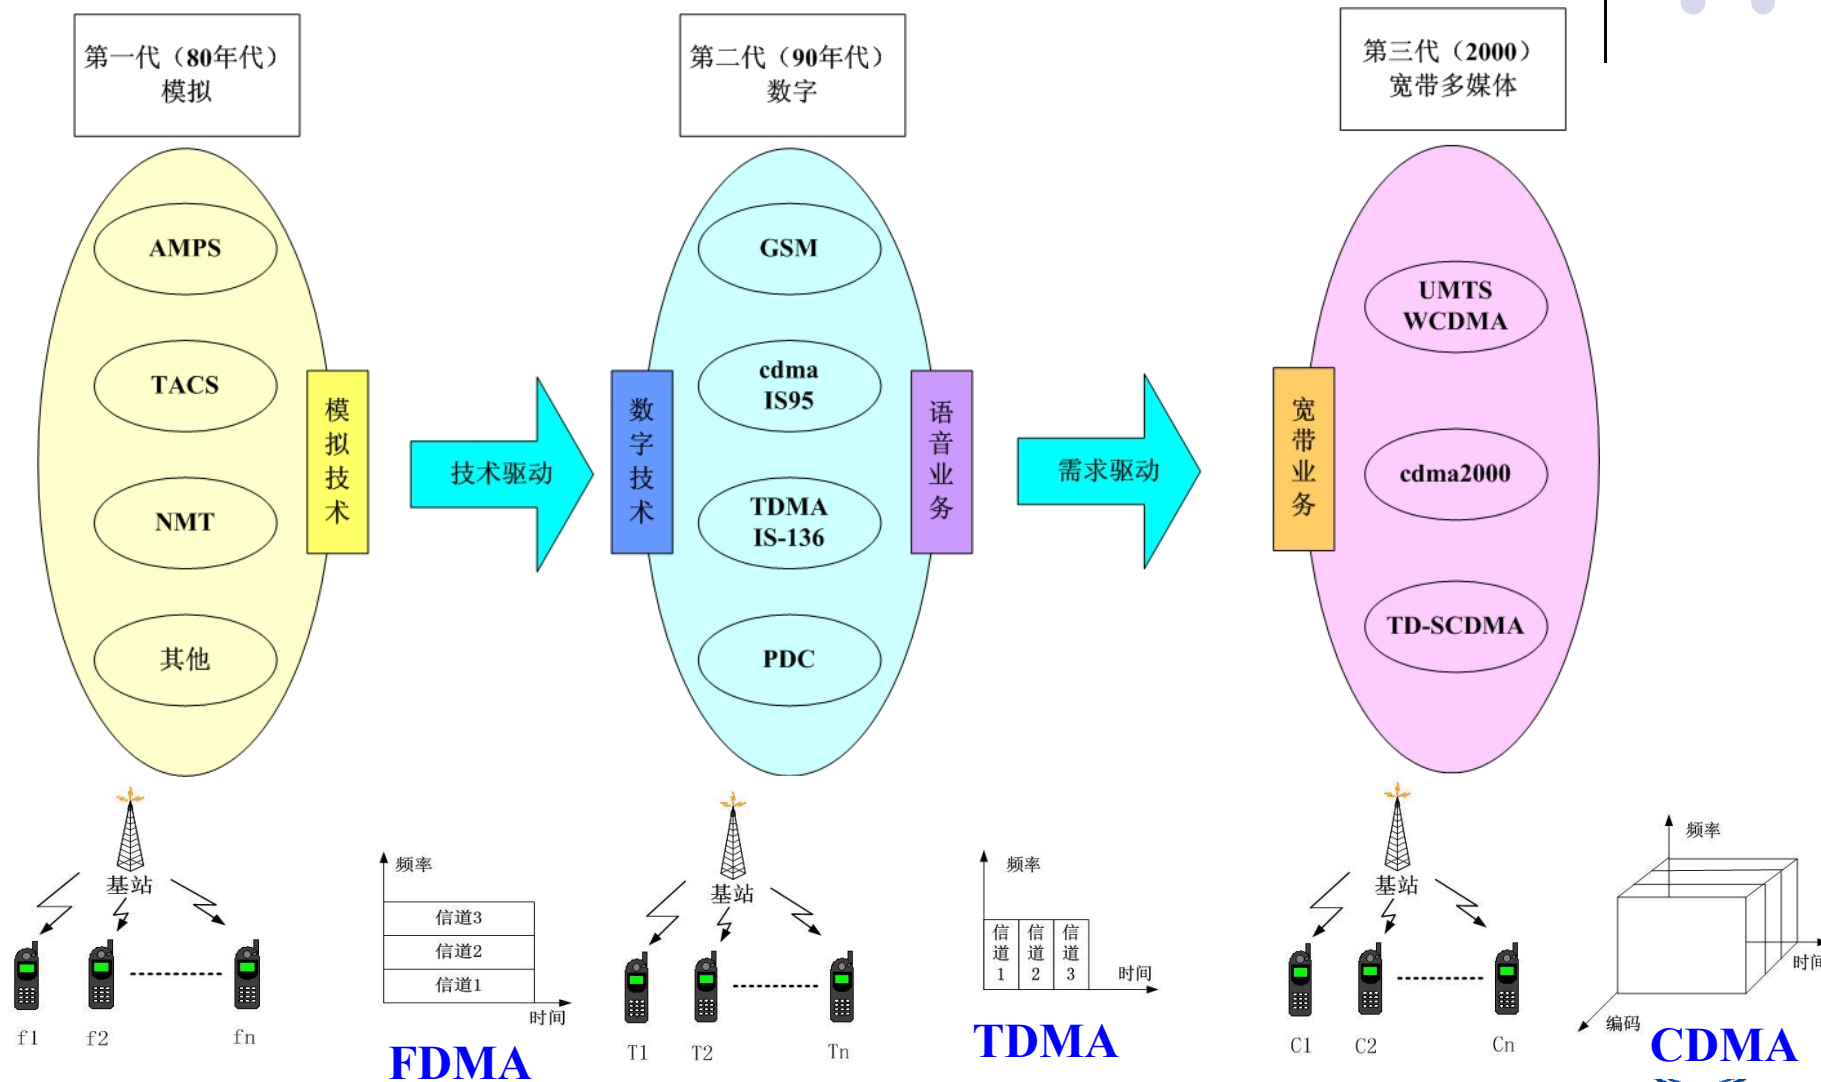 第一代（80年代）
模拟
AMPS
TACS
NMT
其他
模拟技术
技术驱动
第二代（90年代）
数字
数字技术
GSM
cdma
IS95
TDMA
IS-136
PDC
语音业务
需求驱动
第三代（2000）
宽带多媒体
宽带业务
UMTS
WCDMA
cdma2000
TD-SCDMA
基站
f1
f2
fn
频率
信道3
信道2
信道1
时间
FDMA
基站
T1
T2
Tn
频率
信道1
信道2
信道3
时间
TDMA
基站
C1
C2
Cn
频率
时间
编码
CDMA